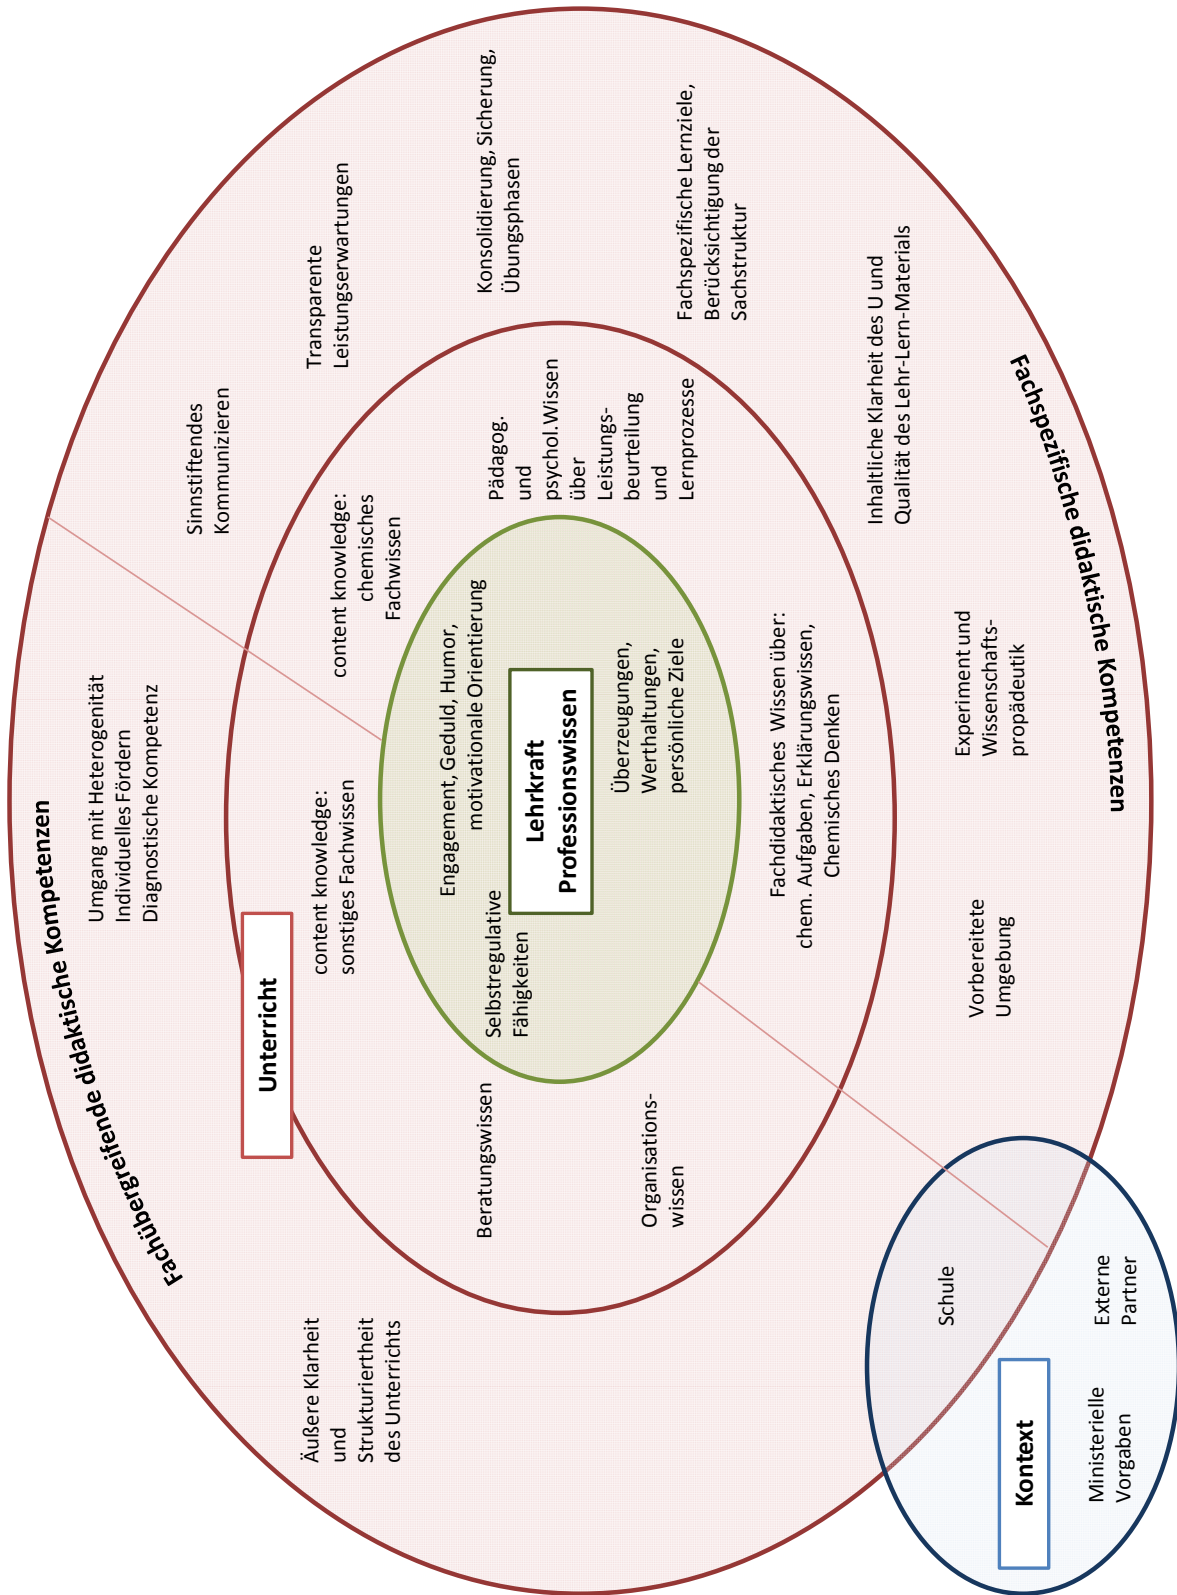 Fachübergreifende didaktische Kompetenzen
Umgang mit Heterogenität
Individuelles Fördern
Diagnostische Kompetenz
Sinnstiftendes
Kommunizieren
Transparente
Leistungserwartungen
Äußere Klarheit
und
Strukturiertheit
des Unterrichts
Unterricht
content knowledge:
sonstiges Fachwissen
content knowledge:
chemisches
Fachwissen
Konsolidierung, Sicherung,
Übungsphasen
Beratungswissen
Selbstregulative
Fähigkeiten
Engagement, Geduld, Humor,
motivationale Orientierung
Pädagog.
und
psychol.Wissen
über
Leistungs-
beurteilung
und
Lernprozesse
Lehrkraft
Professionswissen
Überzeugungen,
Werthaltungen,
persönliche Ziele
Organisations-
wissen
Fachspezifische Lernziele,
Berücksichtigung der
Sachstruktur
Fachdidaktisches Wissen über:
chem. Aufgaben, Erklärungswissen,
Chemisches Denken
Inhaltliche Klarheit des U und
Qualität des Lehr-Lern-Materials
Schule
Vorbereitete
Umgebung
Experiment und
Wissenschafts-
propädeutik
Fachspezifische didaktische Kompetenzen
Kontext
Ministerielle
Vorgaben
Externe
Partner